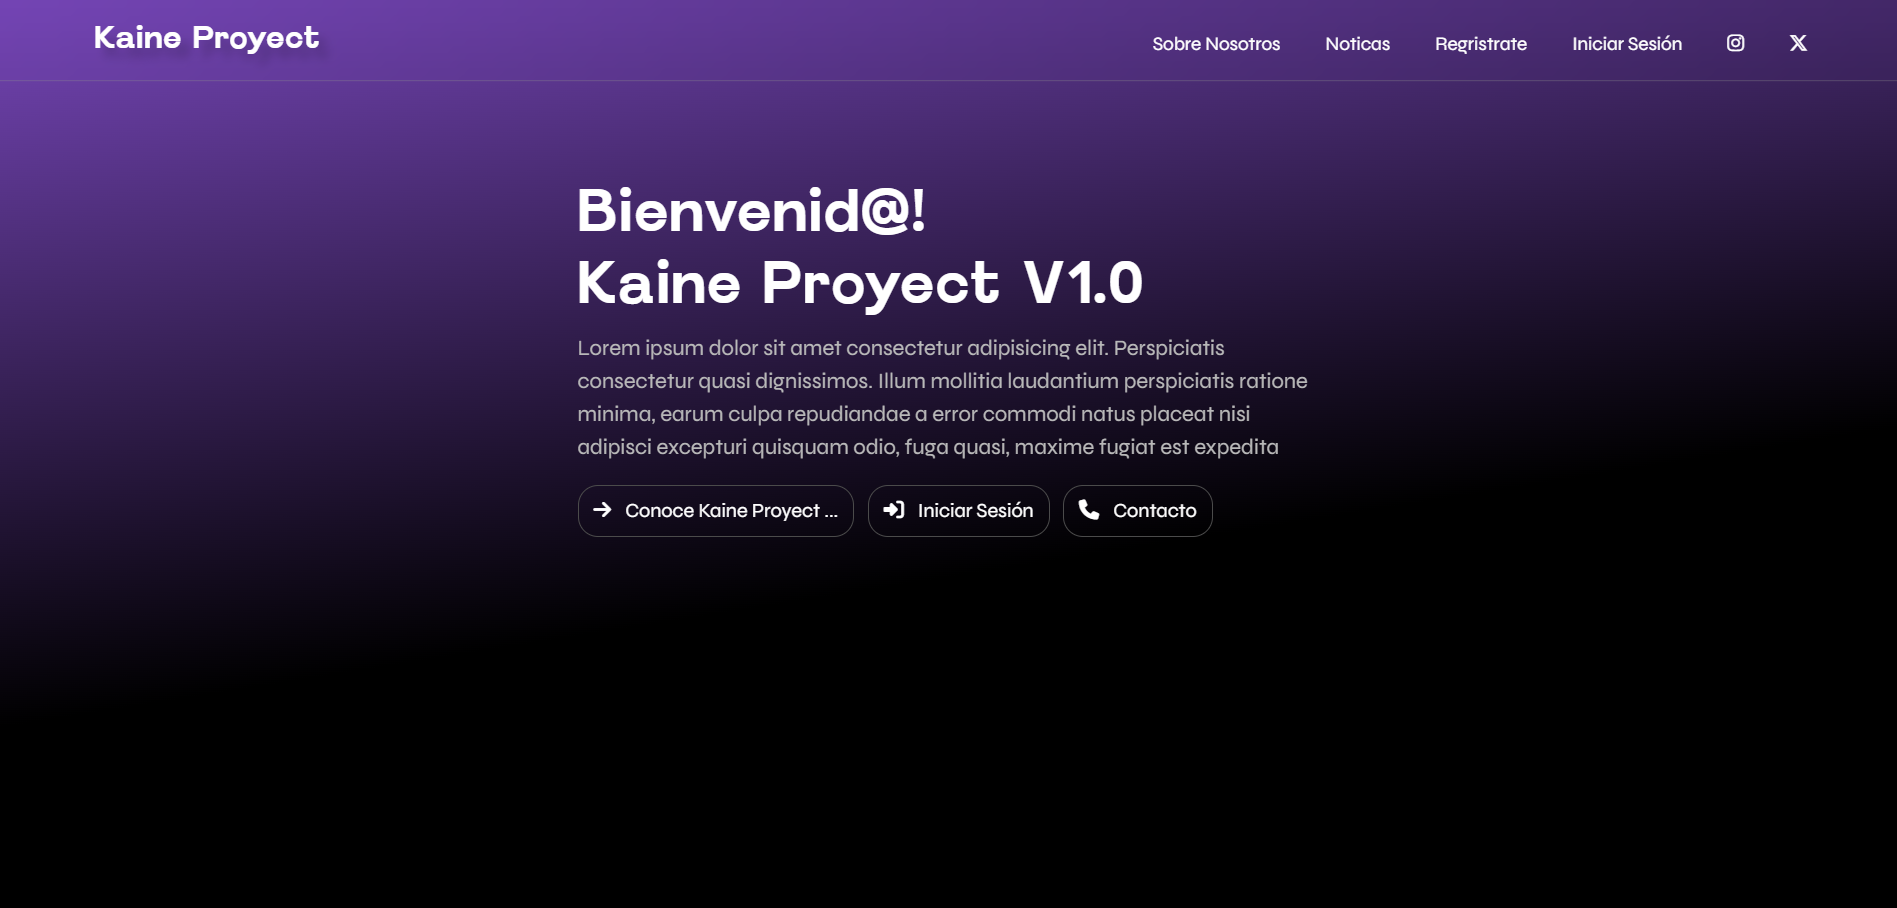 Kaine Proyect
Sobre Nosotros Noticas Regristrate Iniciar Sesión
Bienvenid@!
Kaine Proyect V1.0
Lorem ipsum dolor sit amet consectetur adipisicing elit. Perspiciatis
consectetur quasi dignissimos. Illum mollitia laudantium perspiciatis ratione
minima, earum culpa repudiandae a error commodi natus placeat nisi
adipisci excepturi quisquam odio, fuga quasi, maxime fugiat est expedita
Conoce Kaine Proyect ... Iniciar Sesión Contacto